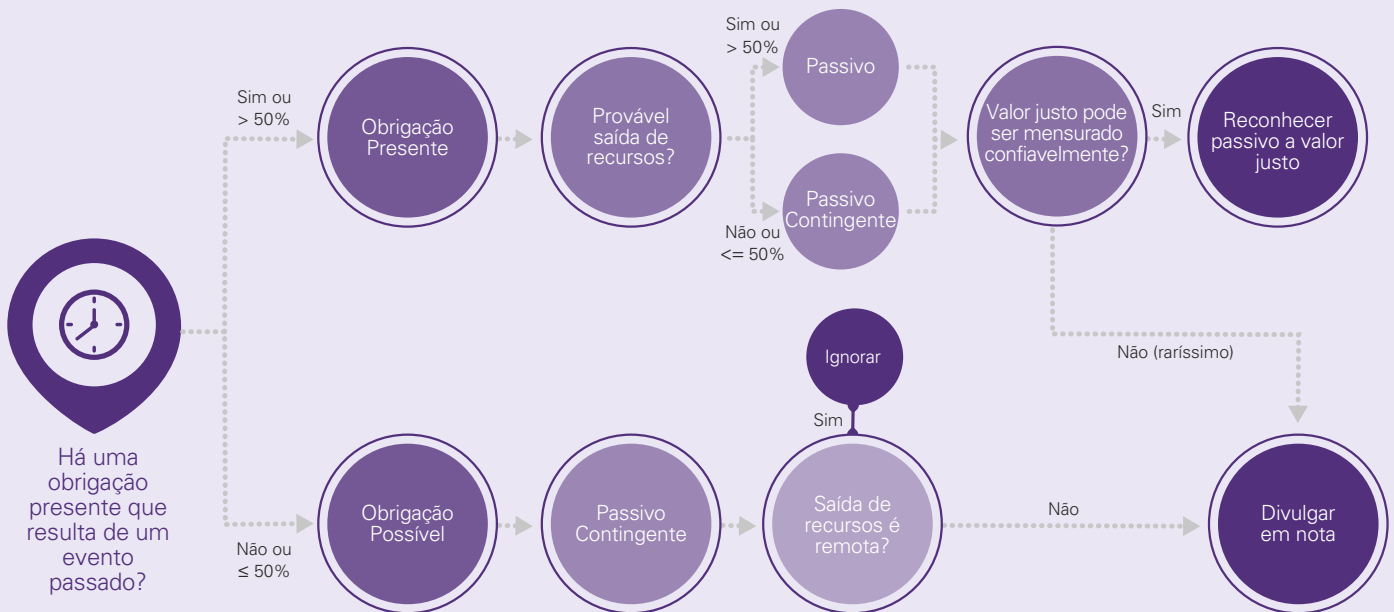 Há uma
obrigação
presente que
resulta de um
evento
passado?
Sim ou
> 50%
Obrigação
Presente
Provável
saída de
recursos?
Sim ou
> 50%
Passivo
Não ou
<= 50%
Passivo
Contingente
Valor justo pode
ser mensurado
confiavelmente?
Sim
Reconhecer
passivo a valor
justo
Não (raríssimo)
Não ou
≤ 50%
Obrigação
Possível
Passivo
Contingente
Saída de
recursos é
remota?
Sim
Ignorar
Não
Divulgar
em nota